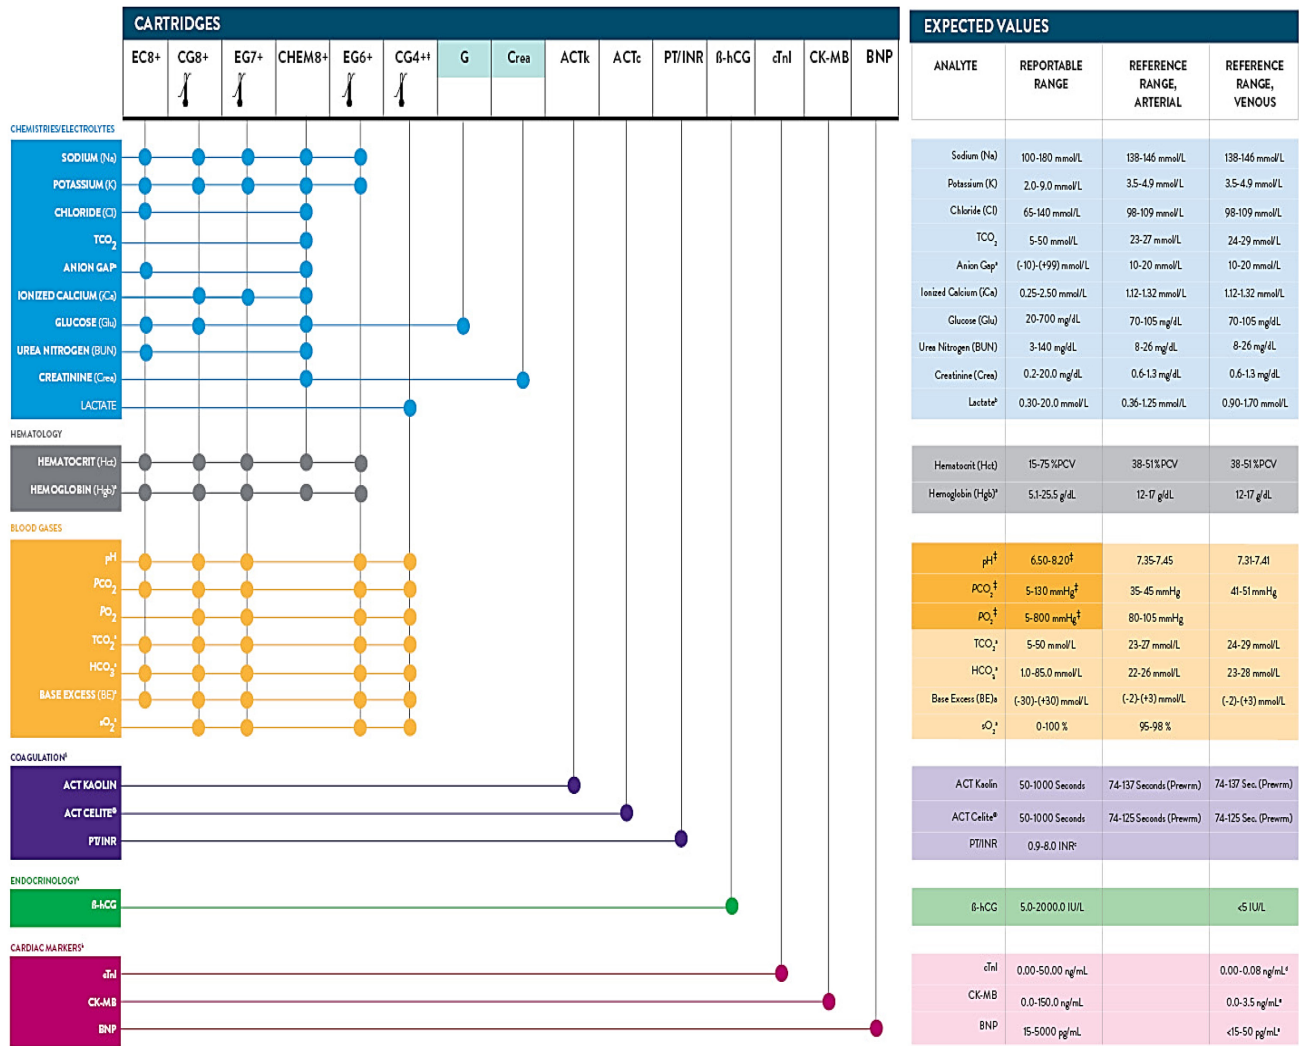 CARTRIDGES
EC8+ CG8+ EG7+ CHEM8+ EG6+ CG4+‡ G Crea ACTk ACTc PT/INR ß-hCG cTnI CK-MB BNP
CHEMISTRIES/ELECTROLYTES
SODIUM (Na)
POTASSIUM (K)
CHLORIDE (Cl)
TCO2
ANION GAPa
IONIZED CALCIUM (iCa)
GLUCOSE (Glu)
UREA NITROGEN (BUN)
CREATININE (Crea)
LACTATE
HEMATOLOGY
HEMATOCRIT (Hct)
HEMOGLOBIN (Hgb)a
BLOOD GASES
pH
PCO2
PO2
TCO2a
HCO3a
BASE EXCESS (BE)a
sO2a
COAGULATION
ACT KAOLIN
ACT CELITE®
PT/INR
ENDOCRINOLOGY
ß-hCG
CARDIAC MARKERS
cTnI
CK-MB
BNP
EXPECTED VALUES
ANALYTE REPORTABLE RANGE REFERENCE RANGE, ARTERIAL REFERENCE RANGE, VENOUS
Sodium (Na) 100-180 mmol/L 138-146 mmol/L 138-146 mmol/L
Potassium (K) 2.0-9.0 mmol/L 3.5-4.9 mmol/L 3.5-4.9 mmol/L
Chloride (Cl) 65-140 mmol/L 98-109 mmol/L 98-109 mmol/L
TCO2 5-50 mmol/L 23-27 mmol/L 24-29 mmol/L
Anion Gapa (-10)-(+99) mmol/L 10-20 mmol/L 10-20 mmol/L
Ionized Calcium (iCa) 0.25-2.50 mmol/L 1.12-1.32 mmol/L 1.12-1.32 mmol/L
Glucose (Glu) 20-700 mg/dL 70-105 mg/dL 70-105 mg/dL
Urea Nitrogen (BUN) 3-140 mg/dL 8-26 mg/dL 8-26 mg/dL
Creatinine (Crea) 0.2-20.0 mg/dL 0.6-1.3 mg/dL 0.6-1.3 mg/dL
Lactateb 0.30-20.0 mmol/L 0.36-1.25 mmol/L 0.90-1.70 mmol/L
Hematocrit (Hct) 15-75 %PCV 38-51 %PCV 38-51 %PCV
Hemoglobin (Hgb)a 5.1-25.5 g/dL 12-17 g/dL 12-17 g/dL
pH‡ 6.50-8.20‡ 7.35-7.45 7.31-7.41
PCO2‡ 5-130 mmHg‡ 35-45 mmHg 41-51 mmHg
PO2‡ 5-800 mmHg‡ 80-105 mmHg
TCO2a 5-50 mmol/L 23-27 mmol/L 24-29 mmol/L
HCO3a 1.0-85.0 mmol/L 22-26 mmol/L 23-28 mmol/L
Base Excess (BE)a (-30)-(+30) mmol/L (-2)-(+3) mmol/L (-2)-(+3) mmol/L
sO2a 0-100 % 95-98 %
ACT Kaolin 50-1000 Seconds 74-137 Seconds (Prewrm) 74-137 Sec. (Prewrm)
ACT Celite® 50-1000 Seconds 74-125 Seconds (Prewrm) 74-125 Sec. (Prewrm)
PT/INR 0.9-8.0 INRc
ß-hCG 5.0-2000.0 IU/L <5 IU/L
cTnI 0.00-50.00 ng/mL 0.00-0.08 ng/mLd
CK-MB 0.0-150.0 ng/mL 0.0-3.5 ng/mLe
BNP 15-5000 pg/mL <15-50 pg/mLe